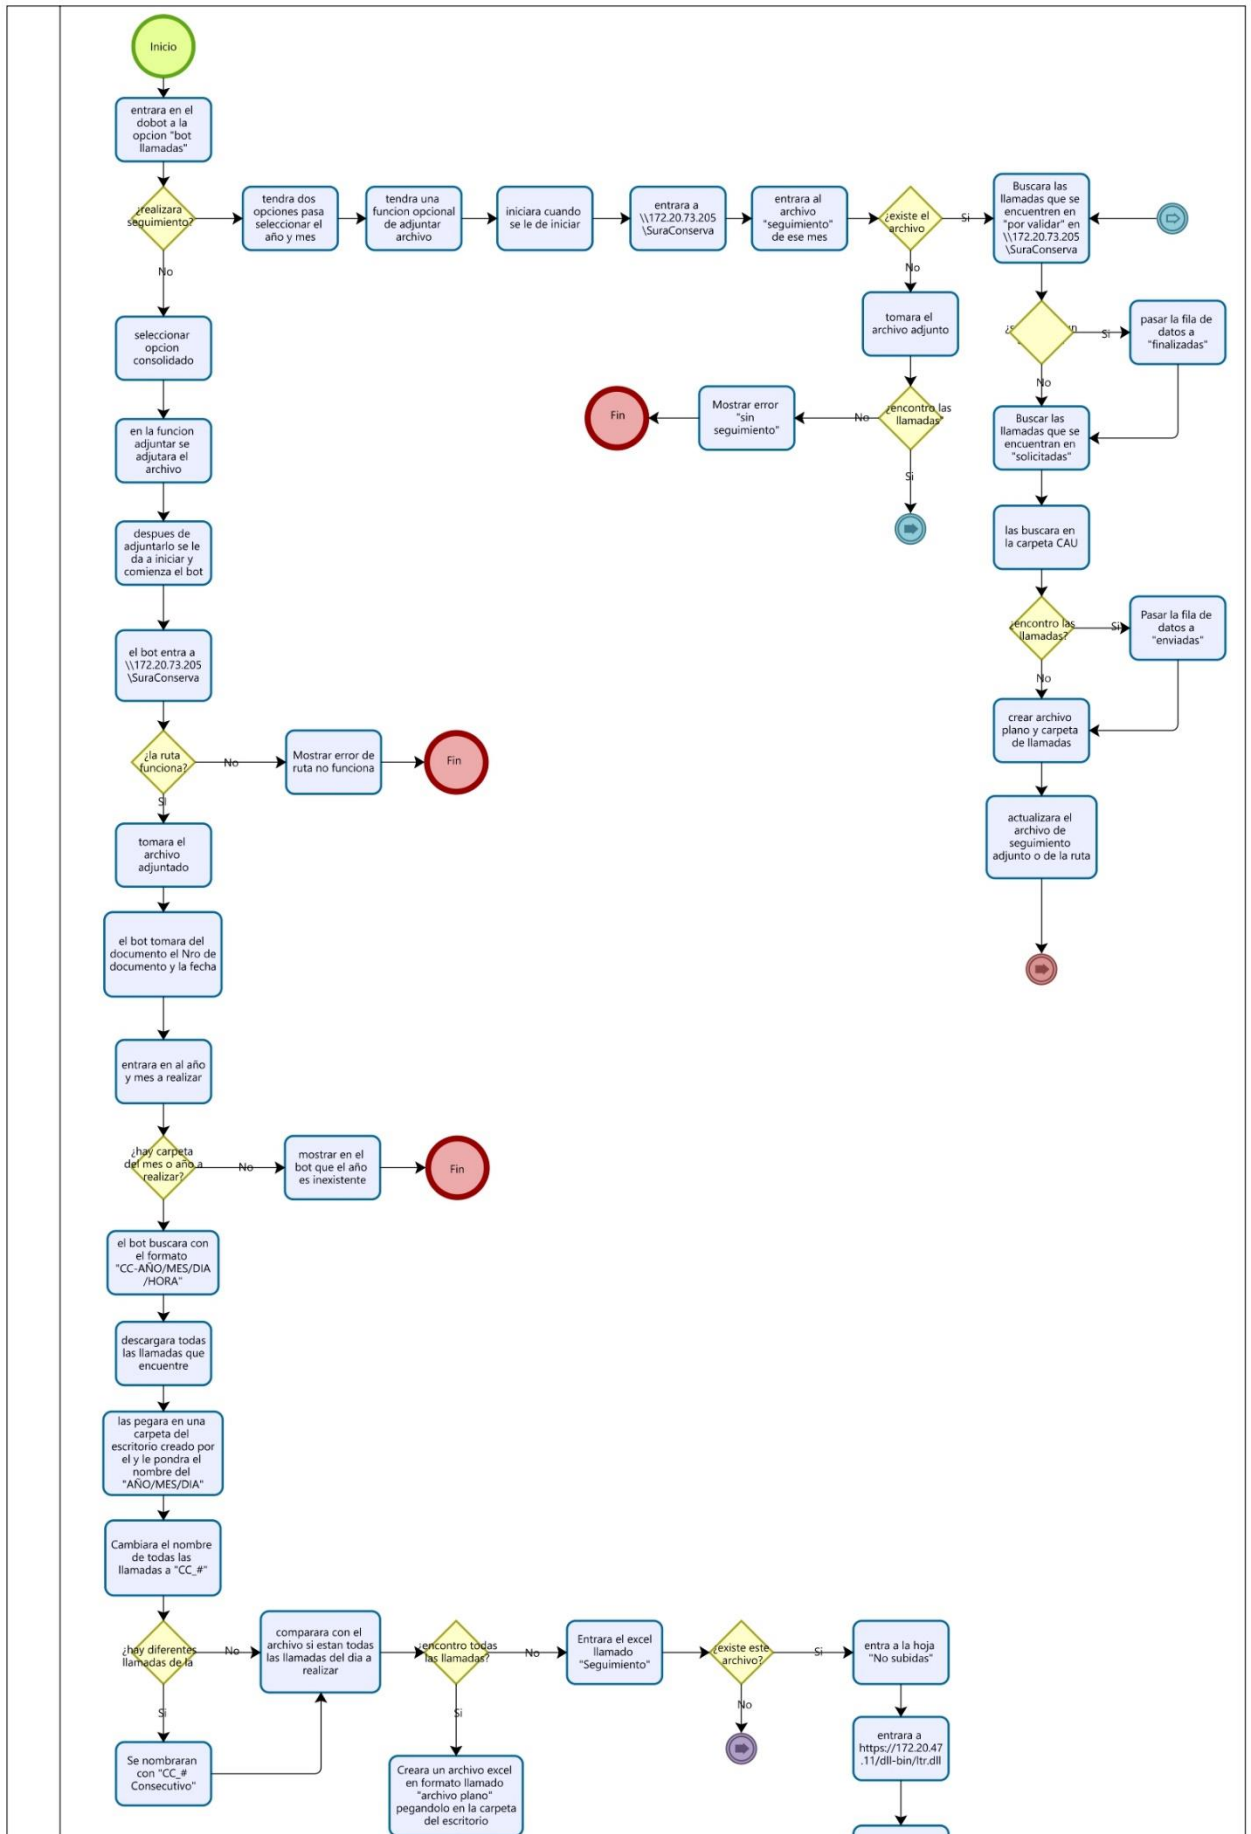 Inicio
entrara en el
dobot a la
opcion "bot
llamadas"
¿realizara
seguimiento?
tendra dos
opciones pasa
seleccionar el
año y mes
tendra una
funcion opcional
de adjuntar
archivo
iniciara cuando
se le de iniciar
entrara a
\\172.20.73.205
\SuraConserva
entrara al
archivo
"seguimiento"
de ese mes
¿existe el
archivo
Si
Buscara las
llamadas que se
encuentren en
"por validar" en
\\172.20.73.205
\SuraConserva
No
No
seleccionar
opcion
consolidado
tomara el
archivo adjunto
Si
pasar la fila de
datos a
"finalizadas"
No
en la funcion
adjuntar se
adjutara el
archivo
Fin
Mostrar error
"sin
seguimiento"
No
¿encontro las
llamadas
Si
Buscar las
llamadas que se
encuentran en
"solicitadas"
despues de
adjuntarlo se le
da a iniciar y
comienza el bot
las buscara en
la carpeta CAU
el bot entra a
\\172.20.73.205
\SuraConserva
¿encontro las
llamadas?
Si
Pasar la fila de
datos a
"enviadas"
No
¿la ruta
funciona?
No
Mostrar error de
ruta no funciona
Fin
Si
crear archivo
plano y carpeta
de llamadas
tomara el
archivo
adjuntado
actualizara el
archivo de
seguimiento
adjunto o de la ruta
el bot tomara del
documento el Nro de
documento y la fecha
entrara en al año
y mes a realizar
¿hay carpeta
del mes o año a
realizar?
No
mostrar en el
bot que el año
es inexistente
Fin
el bot buscara con
el formato
"CC-AÑO/MES/DIA
/HORA"
descargara todas
las llamadas que
encuentre
las pegara en una
carpeta del
escritorio creado por
el y le pondra el
nombre del
"AÑO/MES/DIA"
Cambiara el nombre
de todas las
llamadas a "CC_#"
¿hay diferentes
llamadas de la
No
comparara con el
archivo si estan todas
las llamadas del dia a
realizar
¿encontro todas
las llamadas?
No
Entrara el excel
llamado
"Seguimiento"
¿existe este
archivo?
Si
entra a la hoja
"No subidas"
Si
Si
No
Se nombraran
con "CC_#
Consecutivo"
Creara un archivo excel
en formato llamado
"archivo plano"
pegandolo en la carpeta
del escritorio
entrara a
https://172.20.47
.11/dll-bin/ltr.dll